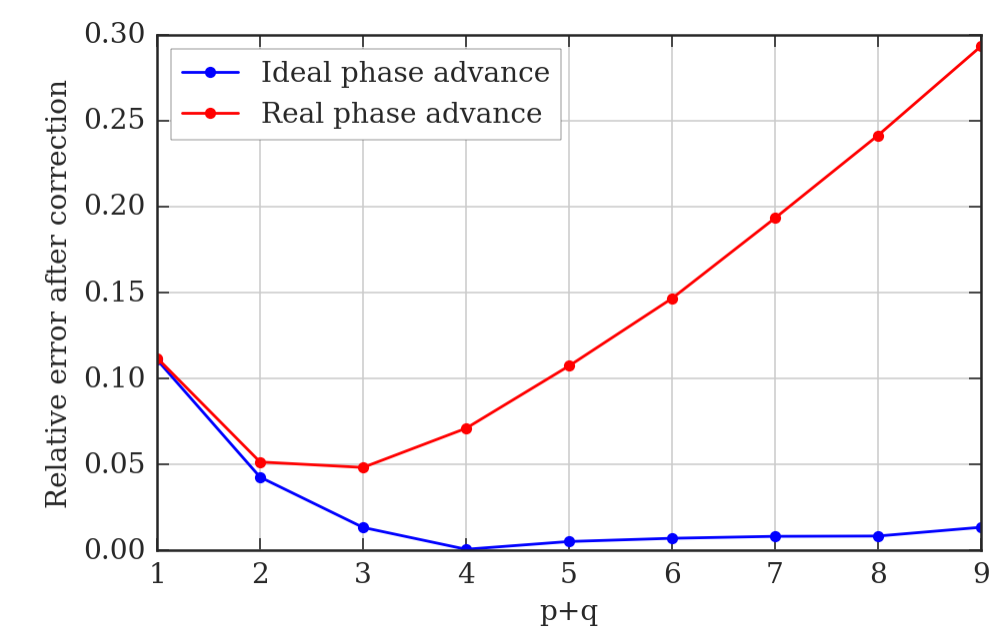 0.30
0.25
0.20
0.15
0.10
0.05
0.00
Relative error after correction
Ideal phase advance
Real phase advance
1 2 3 4 5 6 7 8 9
p+q